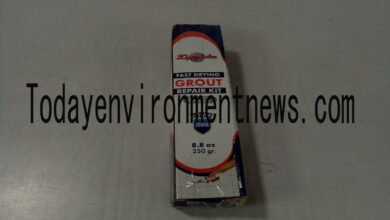 FAST DRYING
GROUT
REPAIR KIT
Todayenvironmentnews.com
8.8 oz
250 gr.